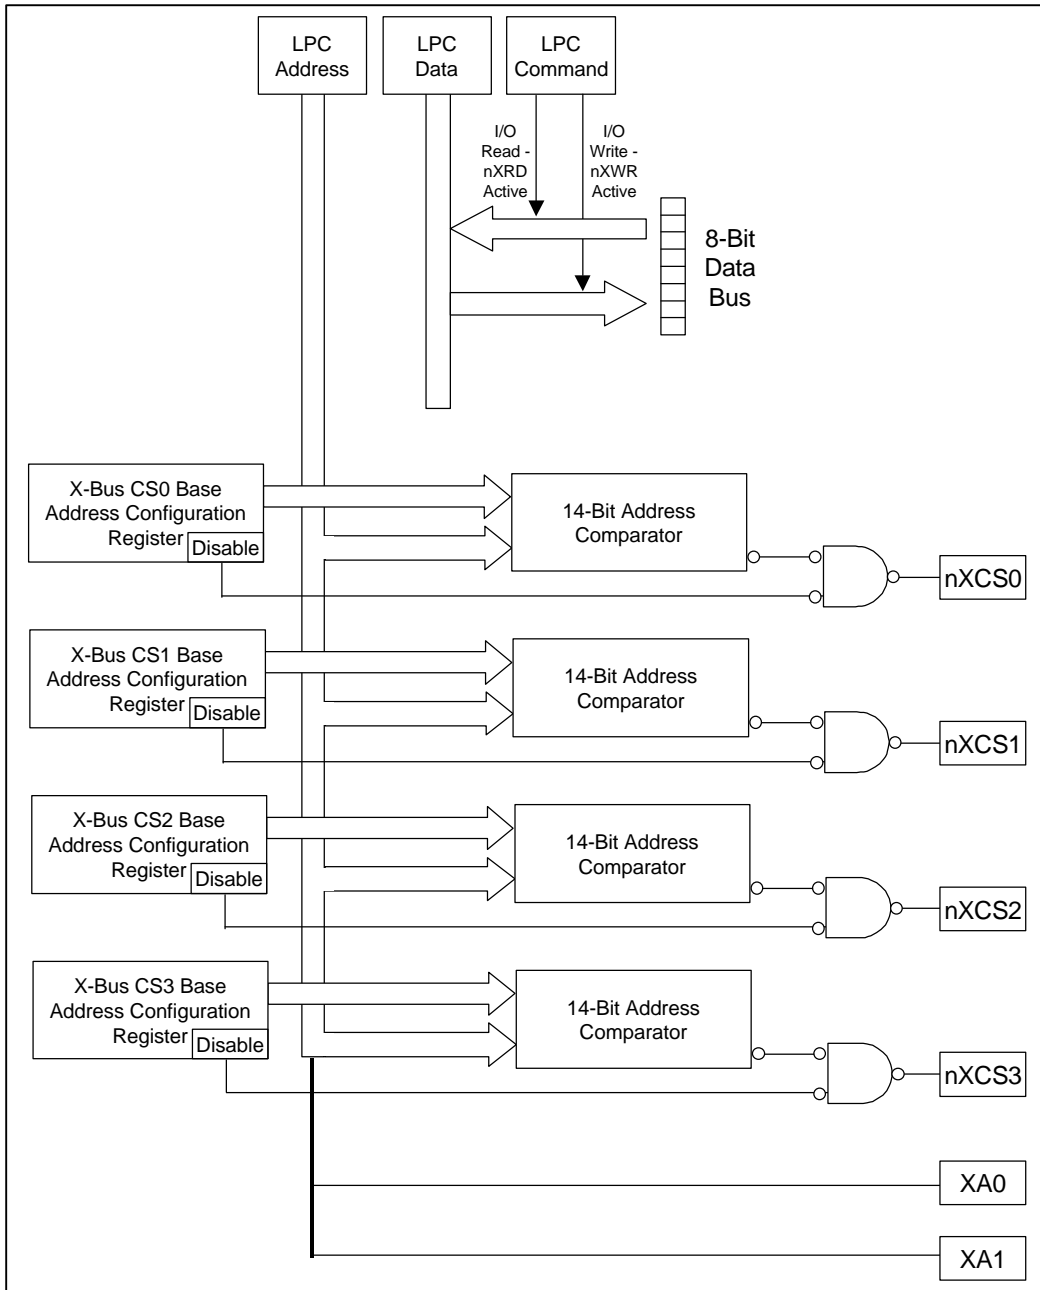 LPC
Address
LPC
Data
LPC
Command
I/O
Read -
nXRD
Active
I/O
Write -
nXWR
Active
8-Bit
Data
Bus
X-Bus CS0 Base
Address Configuration
Register
Disable
14-Bit Address
Comparator
nXCS0
X-Bus CS1 Base
Address Configuration
Register
Disable
14-Bit Address
Comparator
nXCS1
X-Bus CS2 Base
Address Configuration
Register
Disable
14-Bit Address
Comparator
nXCS2
X-Bus CS3 Base
Address Configuration
Register
Disable
14-Bit Address
Comparator
nXCS3
XA0
XA1